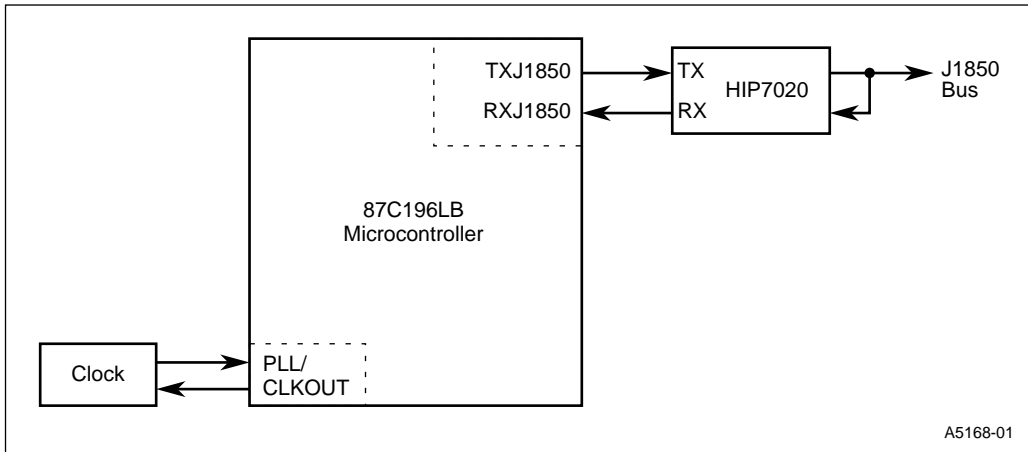 TXJ1850
RXJ1850
TX
RX
HIP7020
J1850
Bus
87C196LB
Microcontroller
Clock
PLL/
CLKOUT
A5168-01